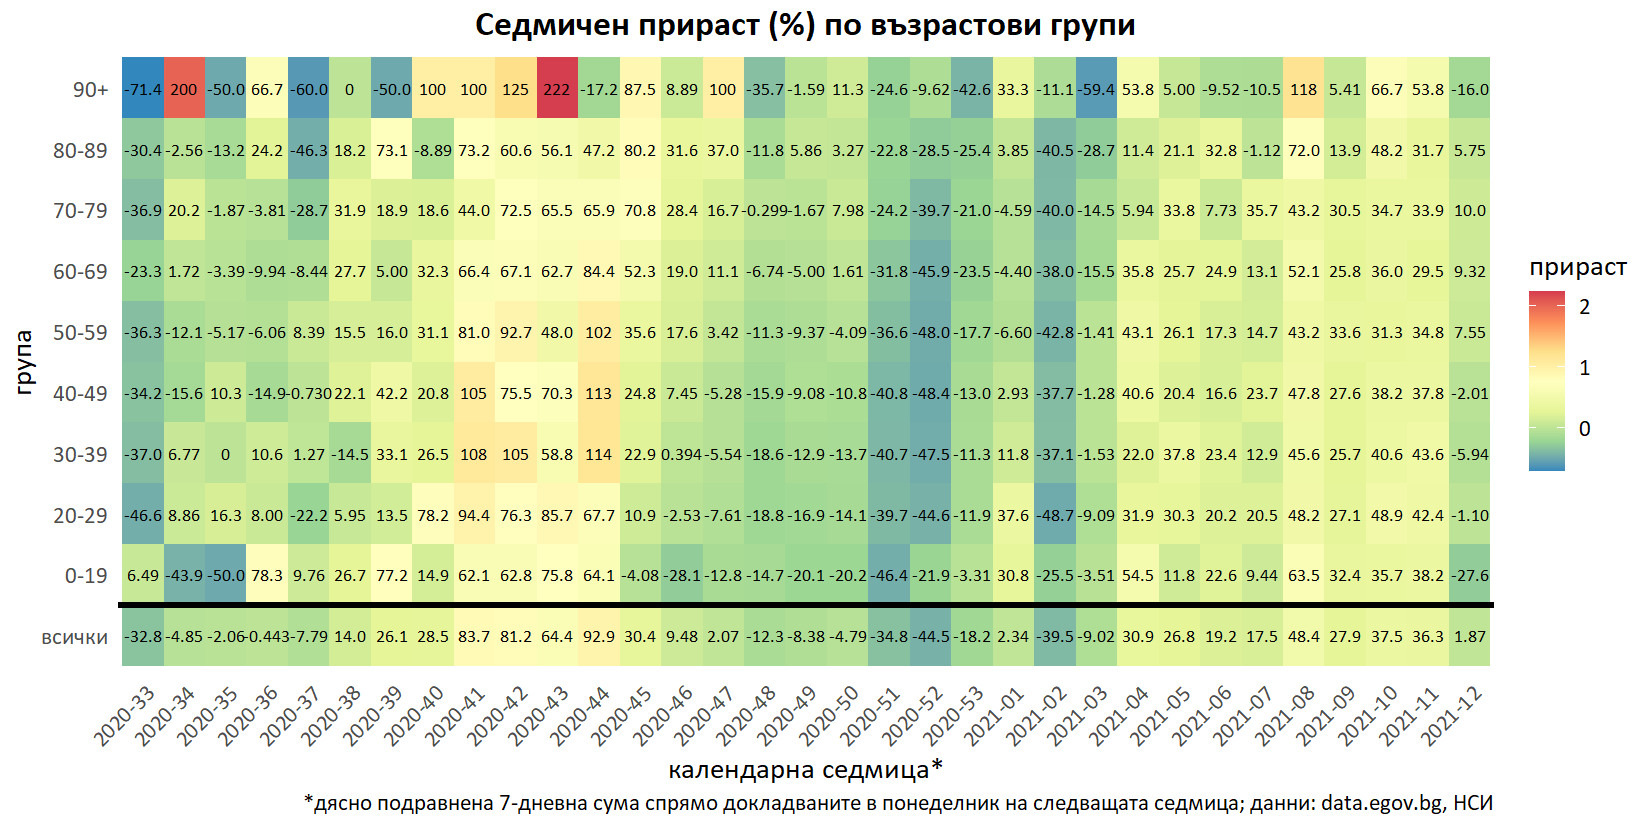 Седмичен прираст (%) по възрастови групи
90+ -71.4 200 -50.0 66.7 -60.0 0 -50.0 100 100 125 222 -17.2 87.5 8.89 100 -35.7 -1.59 11.3 -24.6 -9.62 -42.6 33.3 -11.1 -59.4 53.8 5.00 -9.52 -10.5 118 5.41 66.7 53.8 -16.0
80-89 -30.4 -2.56 -13.2 24.2 -46.3 18.2 73.1 -8.89 73.2 60.6 56.1 47.2 80.2 31.6 37.0 -11.8 5.86 3.27 -22.8 -28.5 -25.4 3.85 -40.5 -28.7 11.4 21.1 32.8 -1.12 72.0 13.9 48.2 31.7 5.75
70-79 -36.9 20.2 -1.87 -3.81 -28.7 31.9 18.9 18.6 44.0 72.5 65.5 65.9 70.8 28.4 16.7 -0.299 -1.67 7.98 -24.2 -39.7 -21.0 -4.59 -40.0 -14.5 5.94 33.8 7.73 35.7 43.2 30.5 34.7 33.9 10.0
60-69 -23.3 1.72 -3.39 -9.94 -8.44 27.7 5.00 32.3 66.4 67.1 62.7 84.4 52.3 19.0 11.1 -6.74 -5.00 1.61 -31.8 -45.9 -23.5 -4.40 -38.0 -15.5 35.8 25.7 24.9 13.1 52.1 25.8 36.0 29.5 9.32
50-59 -36.3 -12.1 -5.17 -6.06 8.39 15.5 16.0 31.1 81.0 92.7 48.0 102 35.6 17.6 3.42 -11.3 -9.37 -4.09 -36.6 -48.0 -17.7 -6.60 -42.8 -1.41 43.1 26.1 17.3 14.7 43.2 33.6 31.3 34.8 7.55
40-49 -34.2 -15.6 10.3 -14.9 -0.730 22.1 42.2 20.8 105 75.5 70.3 113 24.8 7.45 -5.28 -15.9 -9.08 -10.8 -40.8 -48.4 -13.0 2.93 -37.7 -1.28 40.6 20.4 16.6 23.7 47.8 27.6 38.2 37.8 -2.01
30-39 -37.0 6.77 0 10.6 1.27 -14.5 33.1 26.5 108 105 58.8 114 22.9 0.394 -5.54 -18.6 -12.9 -13.7 -40.7 -47.5 -11.3 11.8 -37.1 -1.53 22.0 37.8 23.4 12.9 45.6 25.7 40.6 43.6 -5.94
20-29 -46.6 8.86 16.3 8.00 -22.2 5.95 13.5 78.2 94.4 76.3 85.7 67.7 10.9 -2.53 -7.61 -18.8 -16.9 -14.1 -39.7 -44.6 -11.9 37.6 -48.7 -9.09 31.9 30.3 20.2 20.5 48.2 27.1 48.9 42.4 -1.10
0-19 6.49 -43.9 -50.0 78.3 9.76 26.7 77.2 14.9 62.1 62.8 75.8 64.1 -4.08 -28.1 -12.8 -14.7 -20.1 -20.2 -46.4 -21.9 -3.31 30.8 -25.5 -3.51 54.5 11.8 22.6 9.44 63.5 32.4 35.7 38.2 -27.6
всички -32.8 -4.85 -2.06 -0.443 -7.79 14.0 26.1 28.5 83.7 81.2 64.4 92.9 30.4 9.48 2.07 -12.3 -8.38 -4.79 -34.8 -44.5 -18.2 2.34 -39.5 -9.02 30.9 26.8 19.2 17.5 48.4 27.9 37.5 36.3 1.87
група
2020-33 2020-34 2020-35 2020-36 2020-37 2020-38 2020-39 2020-40 2020-41 2020-42 2020-43 2020-44 2020-45 2020-46 2020-47 2020-48 2020-49 2020-50 2020-51 2020-52 2020-53 2021-01 2021-02 2021-03 2021-04 2021-05 2021-06 2021-07 2021-08 2021-09 2021-10 2021-11 2021-12
календарна седмица*
*дясно подравнена 7-дневна сума спрямо докладваните в понеделник на следващата седмица; данни: data.egov.bg, НСИ
прираст
2
1
0